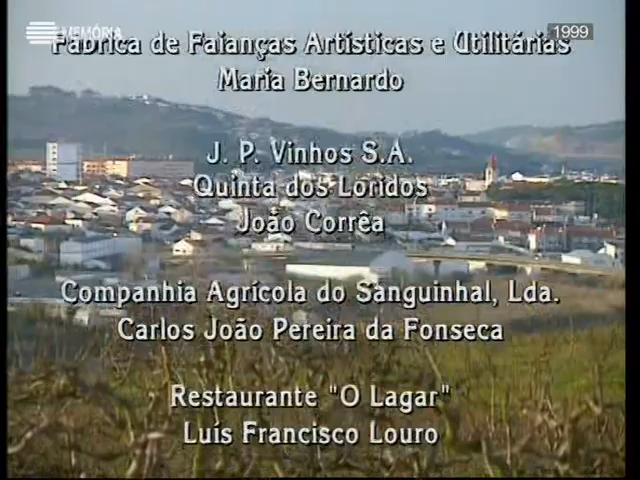 MEMÓRIA
1999
Fábrica de Faianças Artísticas e Utilitárias
Maria Bernardo
J. P. Vinhos S.A.
Quinta dos Loridos
João Corrêa
Companhia Agrícola do Sanguinhal, Lda.
Carlos João Pereira da Fonseca
Restaurante "O Lagar"
Luís Francisco Louro